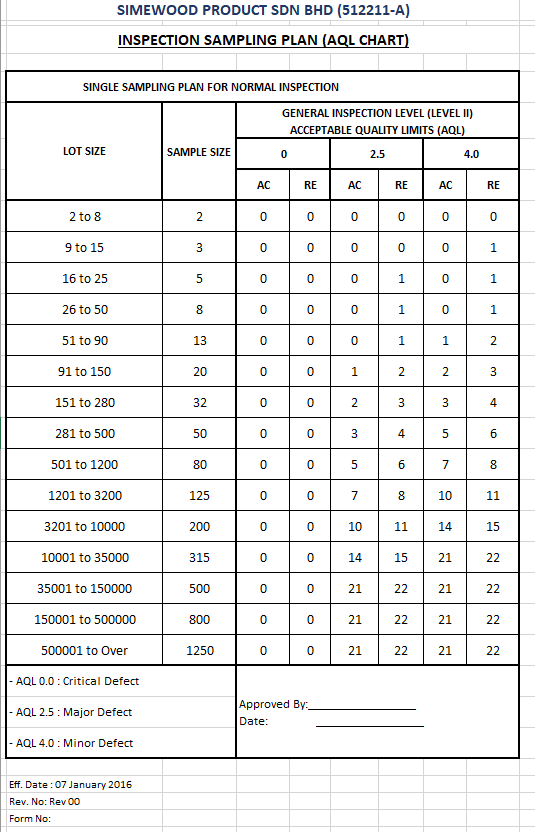 SIMEWOOD PRODUCT SDN BHD (512211-A)
INSPECTION SAMPLING PLAN (AQL CHART)
SINGLE SAMPLING PLAN FOR NORMAL INSPECTION
LOT SIZE SAMPLE SIZE GENERAL INSPECTION LEVEL (LEVEL II)
ACCEPTABLE QUALITY LIMITS (AQL)
0 2.5 4.0
AC RE AC RE AC RE
2 to 8 2 0 0 0 0 0 0
9 to 15 3 0 0 0 0 0 1
16 to 25 5 0 0 0 1 0 1
26 to 50 8 0 0 0 1 0 1
51 to 90 13 0 0 0 1 1 2
91 to 150 20 0 0 1 2 2 3
151 to 280 32 0 0 2 3 3 4
281 to 500 50 0 0 3 4 5 6
501 to 1200 80 0 0 5 6 7 8
1201 to 3200 125 0 0 7 8 10 11
3201 to 10000 200 0 0 10 11 14 15
10001 to 35000 315 0 0 14 15 21 22
35001 to 150000 500 0 0 21 22 21 22
150001 to 500000 800 0 0 21 22 21 22
500001 to Over 1250 0 0 21 22 21 22
- AQL 0.0 : Critical Defect
- AQL 2.5 : Major Defect
- AQL 4.0 : Minor Defect
Approved By:
Date:
Eff. Date : 07 January 2016
Rev. No: Rev 00
Form No: